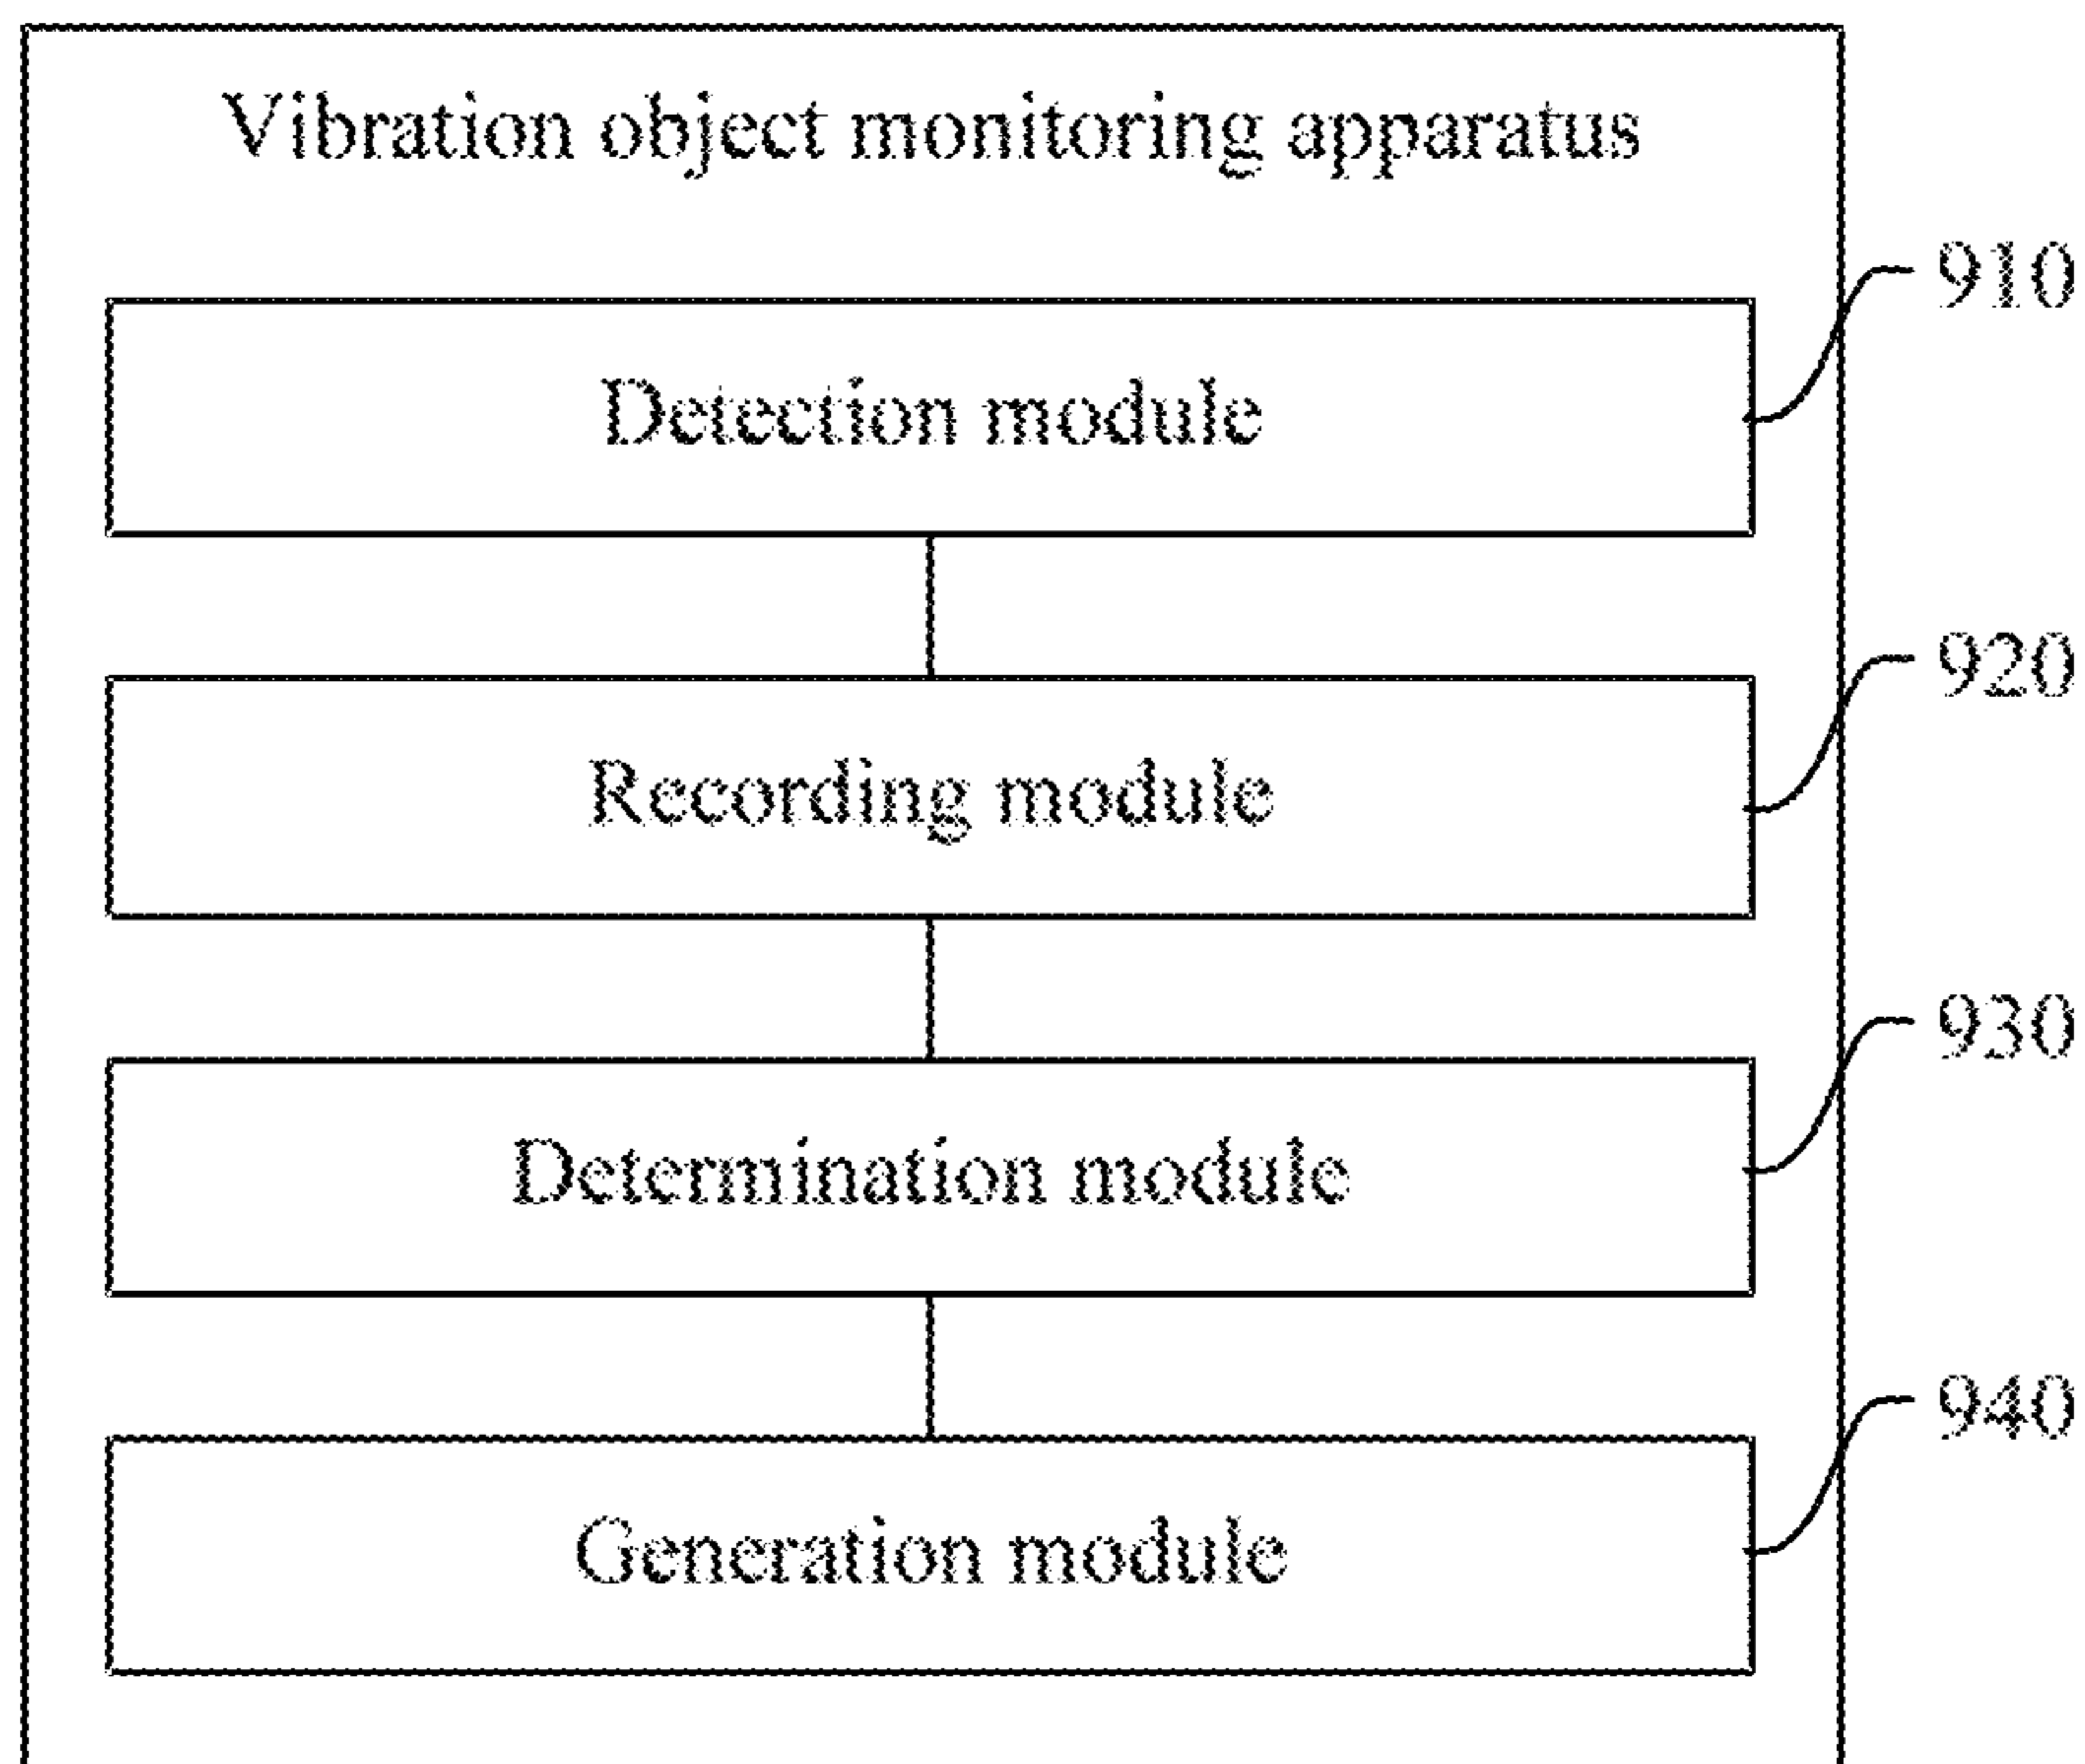 Vibration object monitoring apparatus
910
Detection module
920
Recording module
930
Determination module
940
Generation module